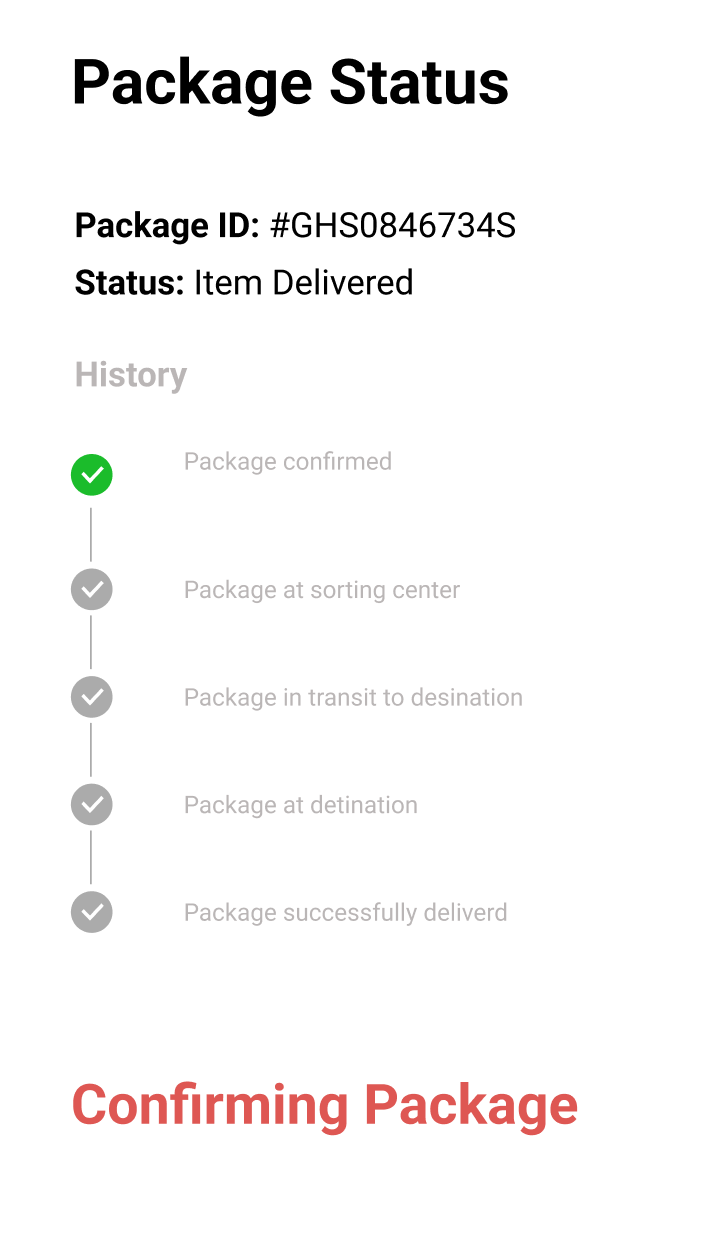 Package Status
Package ID: #GHS0846734S
Status: Item Delivered
History
Package confirmed
Package at sorting center
Package in transit to desination
Package at detination
Package successfully deliverd
Confirming Package